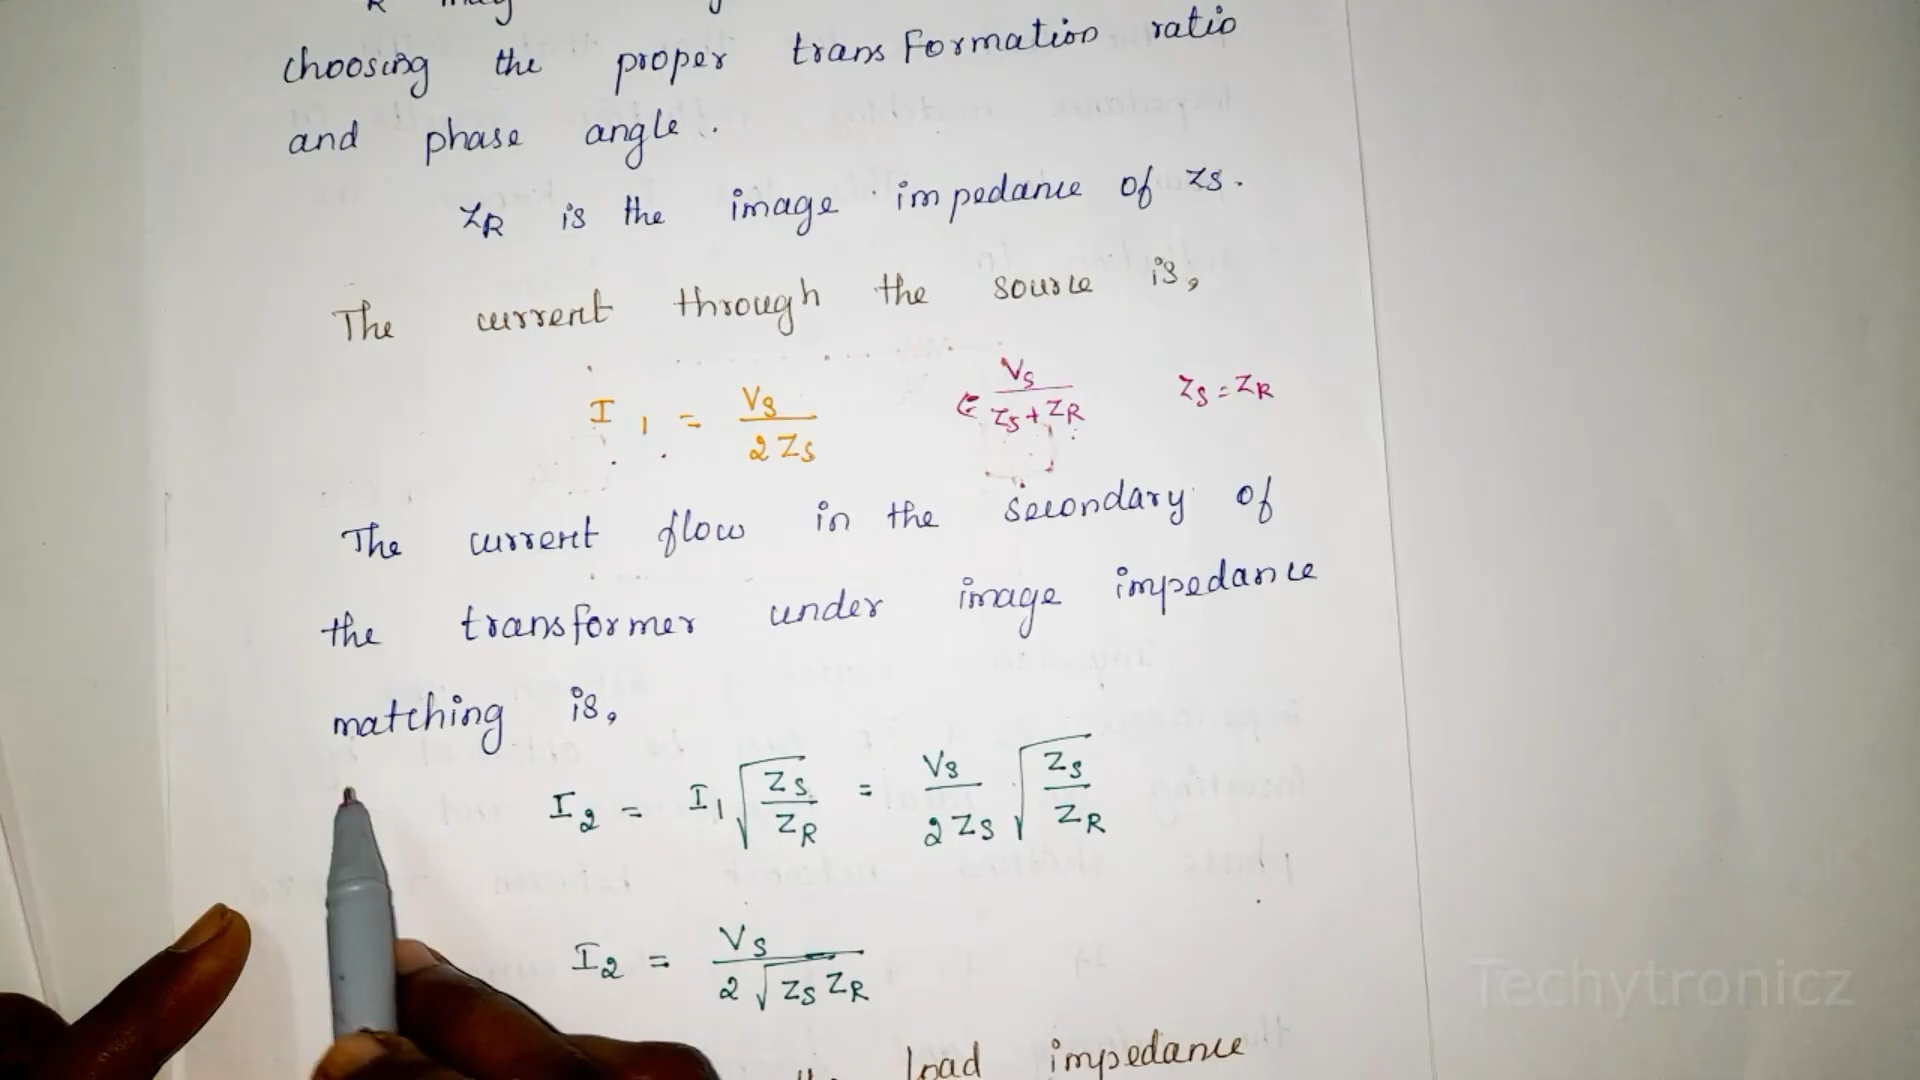 choosing the proper transformation ratio
and phase angle.
ZR is the image impedance of ZS.
The current through the source is,
I1 = VS / 2ZS   VS / ZS + ZR   ZS = ZR
The current flow in the secondary of
the transformer under image impedance
matching is,
I2 = I1 √(ZS / ZR) = VS / 2ZS √(ZS / ZR)
I2 = VS / 2√(ZS ZR)
load impedance
Techytronicz